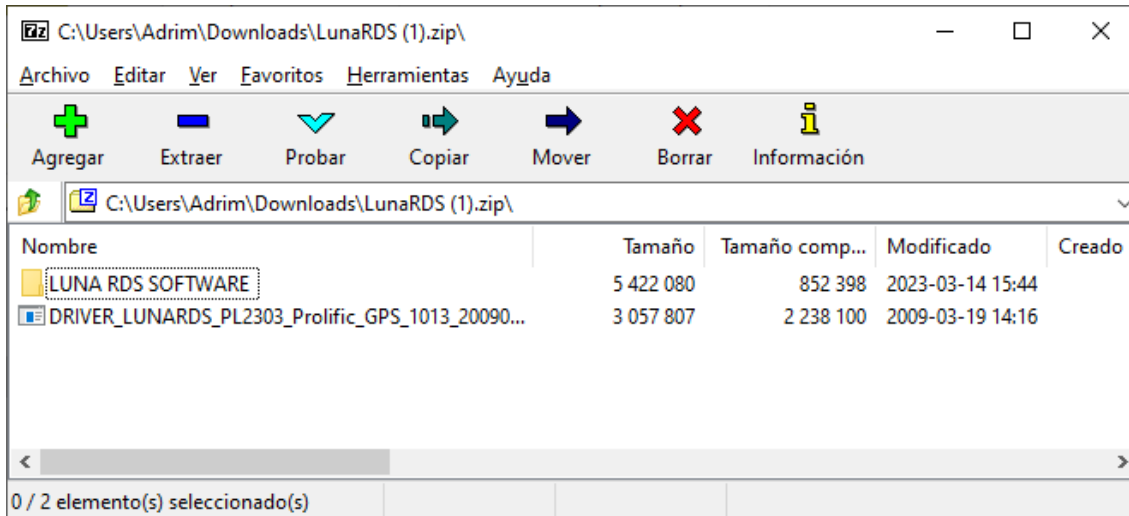 C:\Users\Adrim\Downloads\LunaRDS (1).zip\
Archivo Editar Ver Favoritos Herramientas Ayuda
Agregar Extraer Probar Copiar Mover Borrar Información
C:\Users\Adrim\Downloads\LunaRDS (1).zip\
Nombre Tamaño Tamaño comp... Modificado Creado
LUNA RDS SOFTWARE 5 422 080 852 398 2023-03-14 15:44
DRIVER_LUNARDS_PL2303_Prolific_GPS_1013_20090... 3 057 807 2 238 100 2009-03-19 14:16
0 / 2 elemento(s) seleccionado(s)